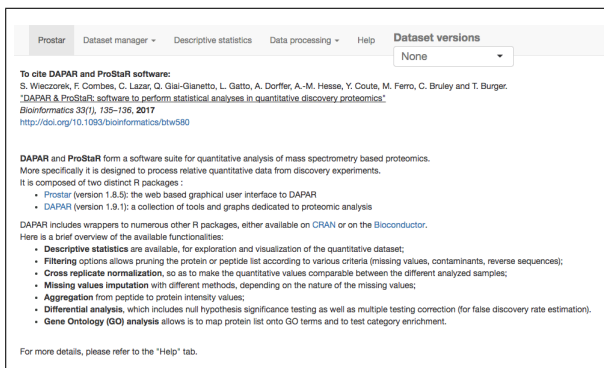 Prostar Dataset manager Descriptive statistics Data processing Help Dataset versions
None
To cite DAPAR and ProStaR software:
S. Wieczorek, F. Combes, C. Lazar, Q. Giai-Gianetto, L. Gatto, A. Dorffer, A.-M. Hesse, Y. Coute, M. Ferro, C. Bruley and T. Burger.
"DAPAR & ProStaR: software to perform statistical analyses in quantitative discovery proteomics"
Bioinformatics 33(1), 135–136, 2017
http://doi.org/10.1093/bioinformatics/btw580
DAPAR and ProStaR form a software suite for quantitative analysis of mass spectrometry based proteomics.
More specifically it is designed to process relative quantitative data from discovery experiments.
It is composed of two distinct R packages :
• Prostar (version 1.8.5): the web based graphical user interface to DAPAR
• DAPAR (version 1.9.1): a collection of tools and graphs dedicated to proteomic analysis
DAPAR includes wrappers to numerous other R packages, either available on CRAN or on the Bioconductor.
Here is a brief overview of the available functionalities:
• Descriptive statistics are available, for exploration and visualization of the quantitative dataset;
• Filtering options allows pruning the protein or peptide list according to various criteria (missing values, contaminants, reverse sequences);
• Cross replicate normalization, so as to make the quantitative values comparable between the different analyzed samples;
• Missing values imputation with different methods, depending on the nature of the missing values;
• Aggregation from peptide to protein intensity values;
• Differential analysis, which includes null hypothesis significance testing as well as multiple testing correction (for false discovery rate estimation).
• Gene Ontology (GO) analysis allows is to map protein list onto GO terms and to test category enrichment.
For more details, please refer to the "Help" tab.